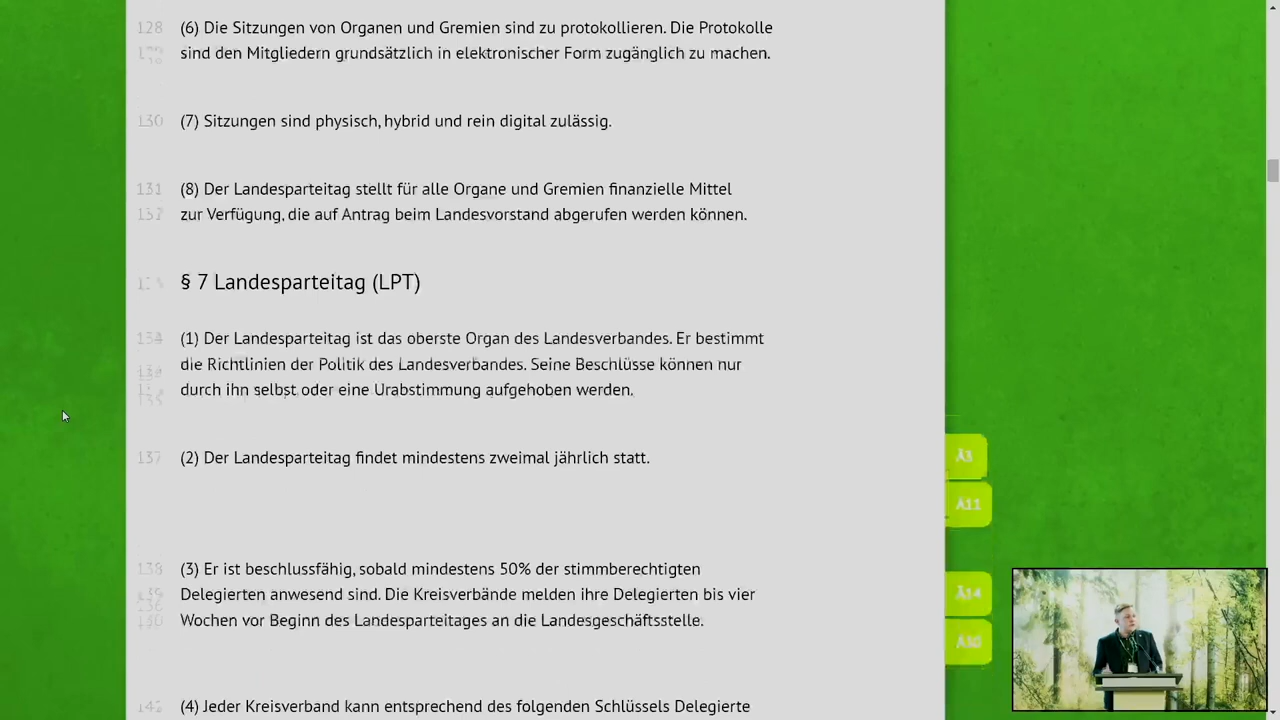 128 (6) Die Sitzungen von Organen und Gremien sind zu protokollieren. Die Protokolle
sind den Mitgliedern grundsätzlich in elektronischer Form zugänglich zu machen.
130 (7) Sitzungen sind physisch, hybrid und rein digital zulässig.
131 (8) Der Landesparteitag stellt für alle Organe und Gremien finanzielle Mittel
132 zur Verfügung, die auf Antrag beim Landesvorstand abgerufen werden können.
§ 7 Landesparteitag (LPT)
134 (1) Der Landesparteitag ist das oberste Organ des Landesverbandes. Er bestimmt
die Richtlinien der Politik des Landesverbandes. Seine Beschlüsse können nur
durch ihn selbst oder eine Urabstimmung aufgehoben werden.
137 (2) Der Landesparteitag findet mindestens zweimal jährlich statt.
Ä3
Ä11
138 (3) Er ist beschlussfähig, sobald mindestens 50% der stimmberechtigten
Delegierten anwesend sind. Die Kreisverbände melden ihre Delegierten bis vier
Wochen vor Beginn des Landesparteitages an die Landesgeschäftsstelle.
Ä14
(4) Jeder Kreisverband kann entsprechend des folgenden Schlüssels Delegierte